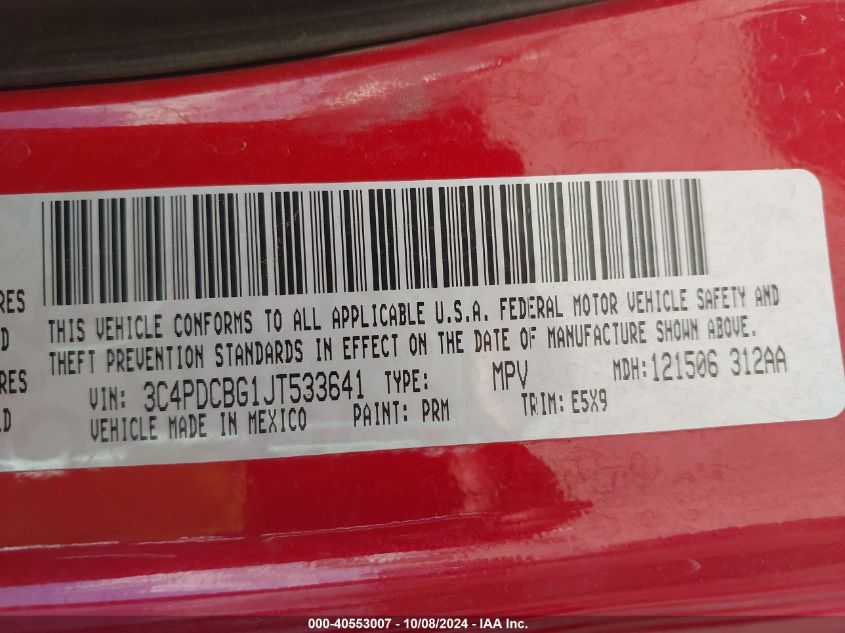 RES
THIS VEHICLE CONFORMS TO ALL APPLICABLE U.S.A. FEDERAL MOTOR VEHICLE SAFETY AND
D
THEFT PREVENTION STANDARDS IN EFFECT ON THE DATE OF MANUFACTURE SHOWN ABOVE.
RES
VIN: 3C4PDCBG1JT533641 TYPE: MPV MDH:121506 312AA
D
VEHICLE MADE IN MEXICO PAINT: PRM TRIM: E5X9
000-40553007 - 10/08/2024 - IAA Inc.